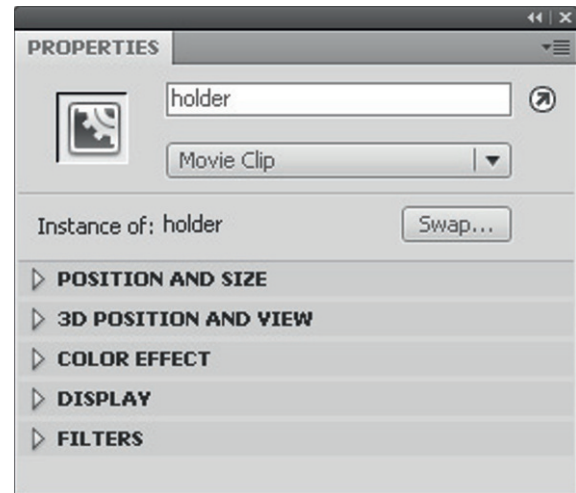 PROPERTIES
holder
Movie Clip
Instance of: holder Swap...
POSITION AND SIZE
3D POSITION AND VIEW
COLOR EFFECT
DISPLAY
FILTERS